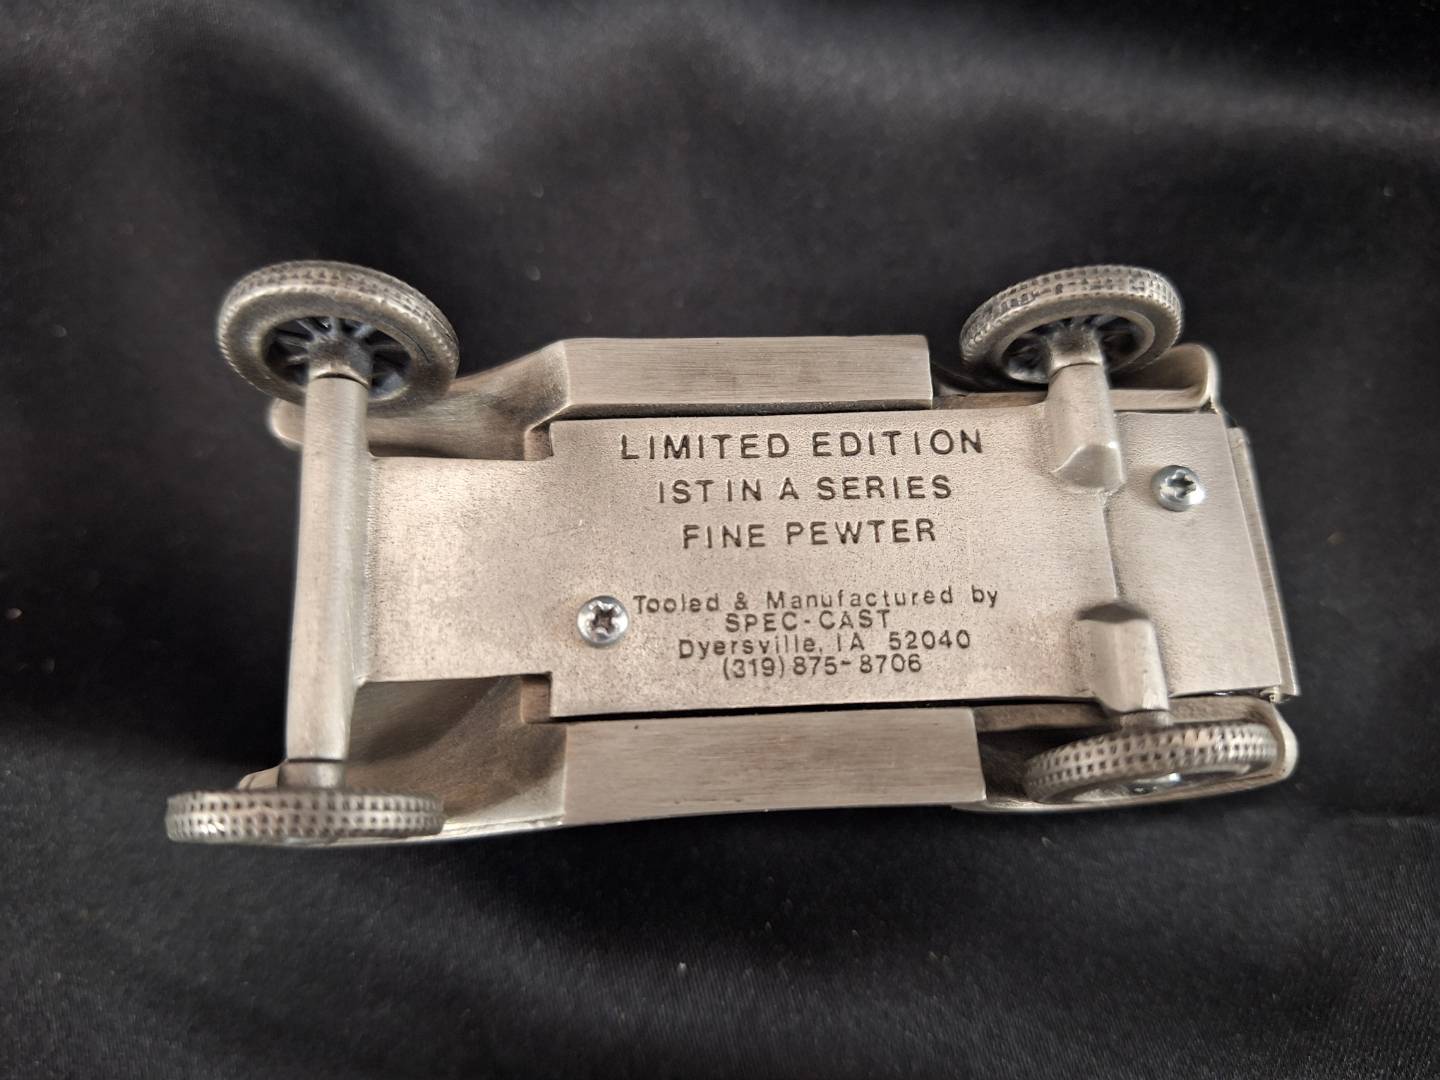 LIMITED EDITION
1ST IN A SERIES
FINE PEWTER
Tooled & Manufactured by
SPEC-CAST
Dyersville, IA 52040
(319) 875-8706